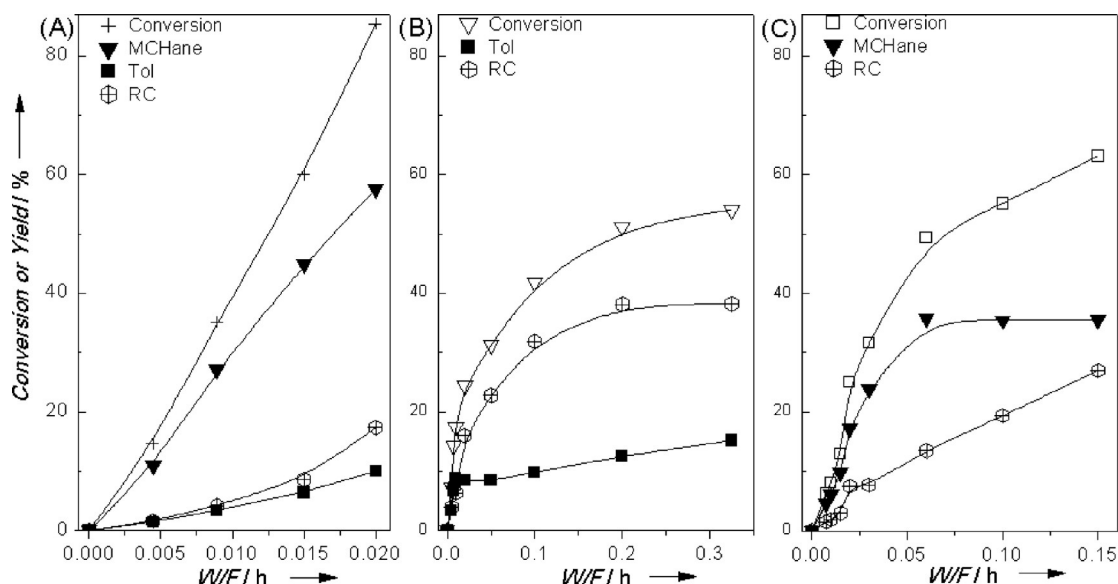 (A)
Conversion
MCHane
Tol
RC
(B)
Conversion
Tol
RC
(C)
Conversion
MCHane
RC
Conversion or Yield / %
80
60
40
20
0
0.000 0.005 0.010 0.015 0.020
W/F / h
80
60
40
20
0
0.0 0.1 0.2 0.3
W/F / h
80
60
40
20
0
0.00 0.05 0.10 0.15
W/F / h